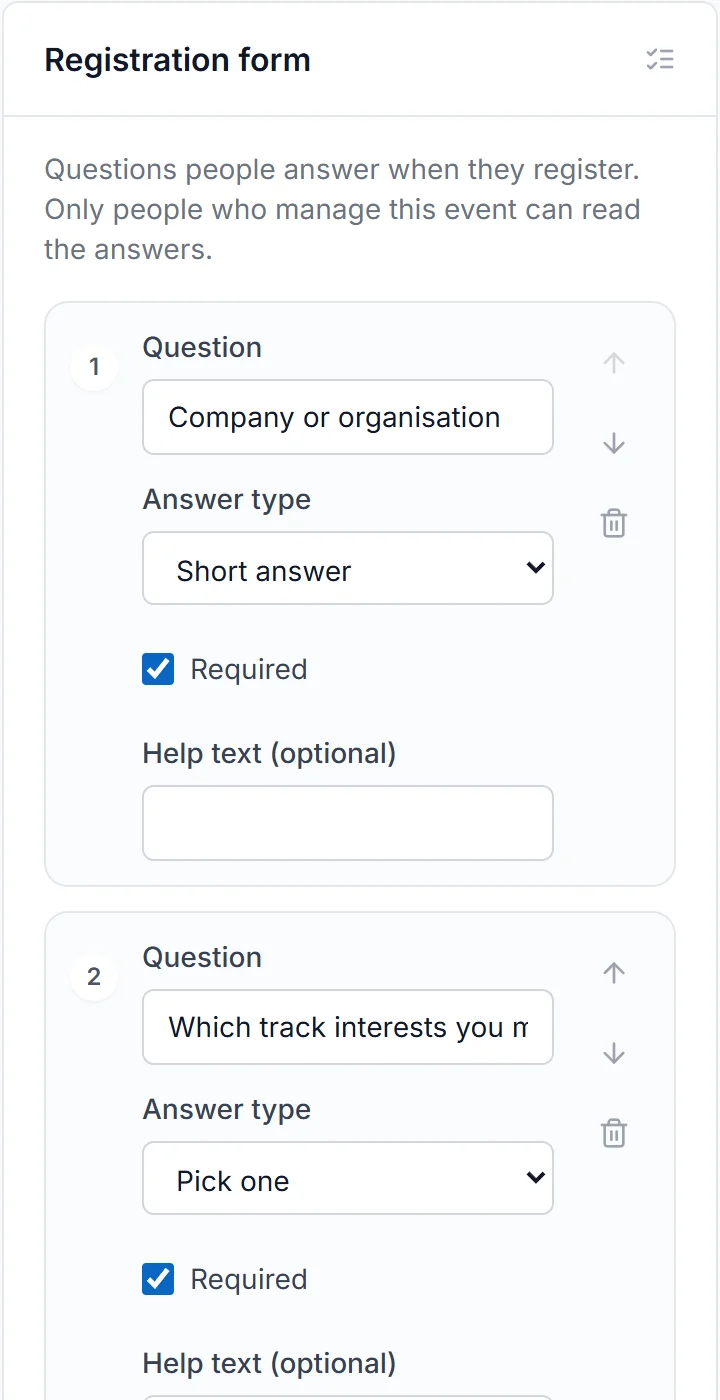 Registration form
Questions people answer when they register.
Only people who manage this event can read
the answers.
1
Question
Company or organisation
Answer type
Short answer
Required
Help text (optional)
2
Question
Which track interests you
Answer type
Pick one
Required
Help text (optional)